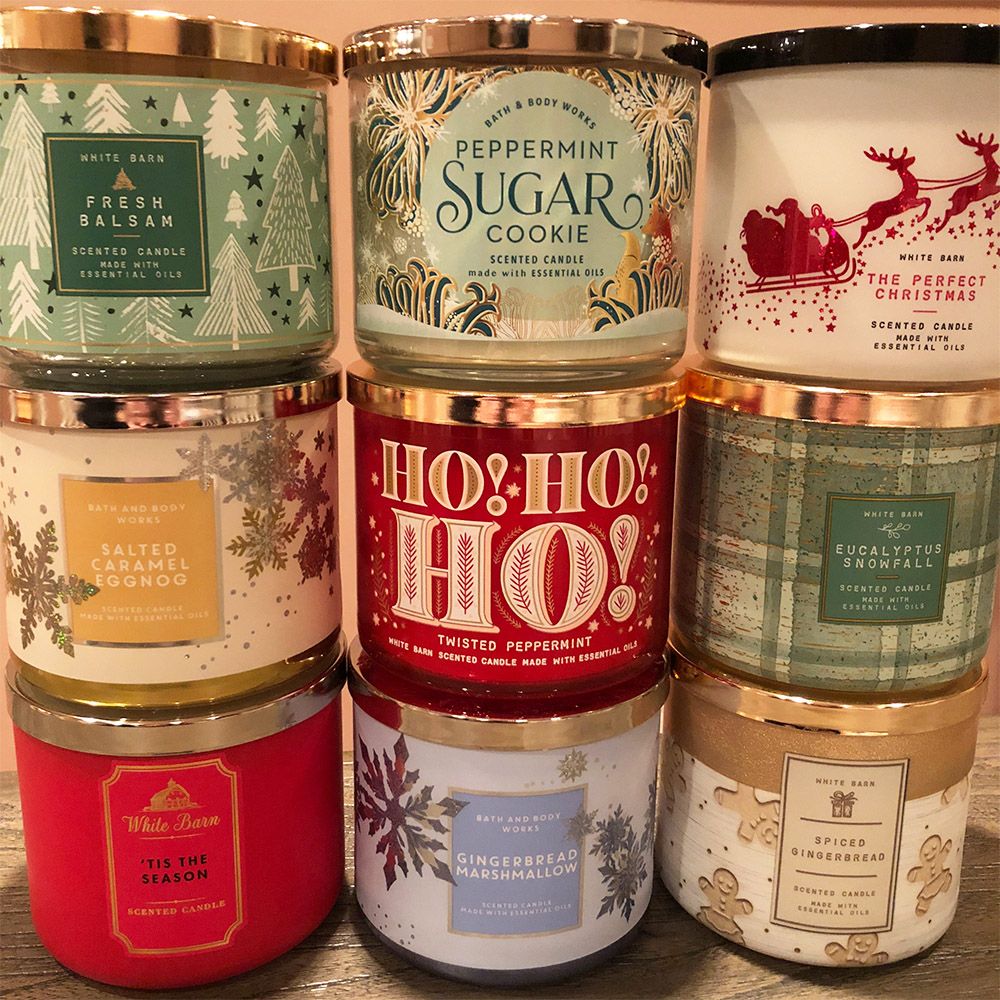 WHITE BARN
FRESH
BALSAM
SCENTED CANDLE
MADE WITH
ESSENTIAL OILS
BATH & BODY WORKS
PEPPERMINT
SUGAR
COOKIE
SCENTED CANDLE
made with ESSENTIAL OILS
WHITE BARN
THE PERFECT
CHRISTMAS
SCENTED CANDLE
MADE WITH
ESSENTIAL OILS
BATH AND BODY
WORKS
SALTED
CARAMEL
EGGNOG
SCENTED CANDLE
MADE WITH ESSENTIAL OILS
HO! HO!
HO!
TWISTED PEPPERMINT
WHITE BARN SCENTED CANDLE MADE WITH ESSENTIAL OILS
WHITE BARN
EUCALYPTUS
SNOWFALL
SCENTED CANDLE
MADE WITH
ESSENTIAL OILS
White Barn
'TIS THE
SEASON
SCENTED CANDLE
BATH AND BODY
WORKS
GINGERBREAD
MARSHMALLOW
SCENTED CANDLE
MADE WITH ESSENTIAL OILS
WHITE BARN
SPICED
GINGERBREAD
SCENTED CANDLE
MADE WITH
ESSENTIAL OILS